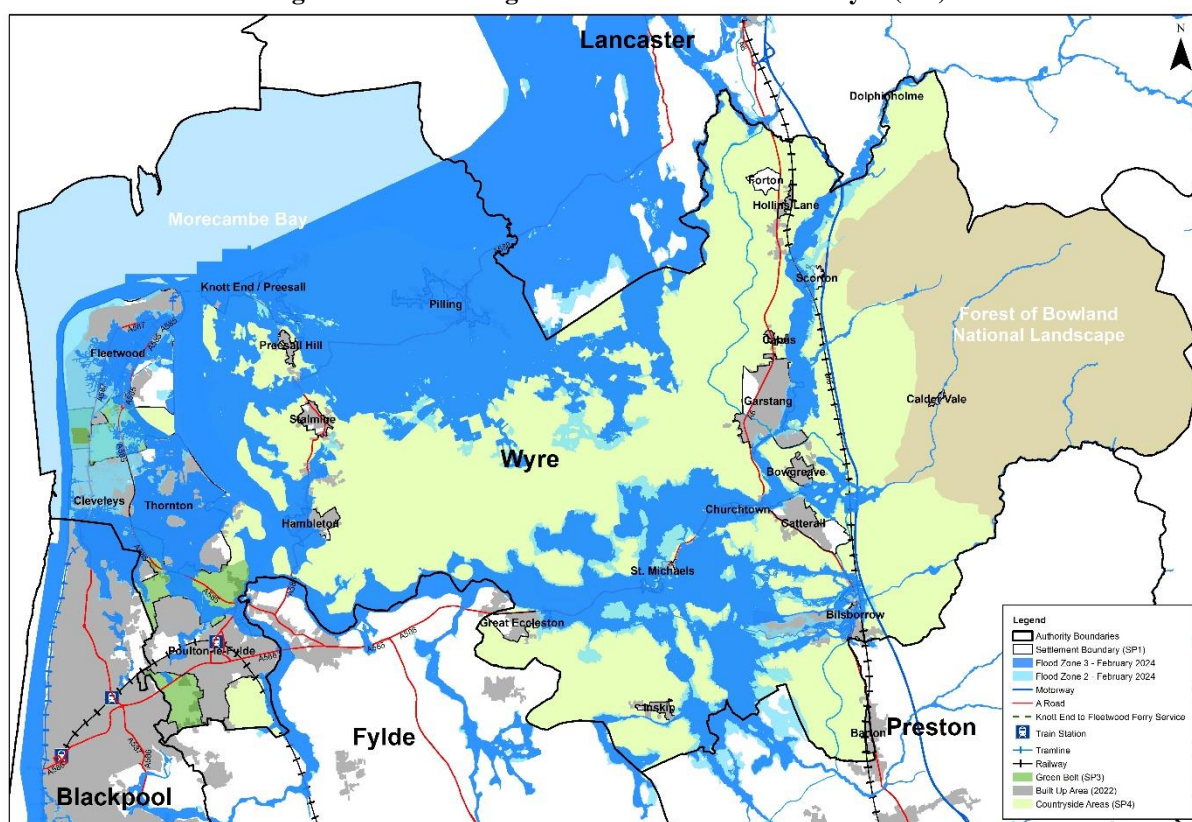 Lancaster
N
Dolphinholme
Forton
Hollins Lane
Morecambe Bay
Scorton
Knott End / Preesall
Pilling
Forest of Bowland
National Landscape
A587
A585
Fleetwood
Preesall Hill
Cabus
Calder Vale
Garstang
Stalmine
Wyre
Bowgreave
Cleveleys
Thornton
Churchtown
Hambleton
Catterall
St. Michaels
Bilsborrow
Great Eccleston
A585
A586
Poulton-le-Fylde
Inskip
Fylde
Preston
Barton
Blackpool
Legend
Authority Boundaries
Settlement Boundary (SP1)
Flood Zone 3 - February 2024
Flood Zone 2 - February 2024
Motorway
A Road
Knott End to Fleetwood Ferry Service
Train Station
Tramline
Railway
Green Belt (SP3)
Built Up Area (2022)
Countryside Areas (SP4)